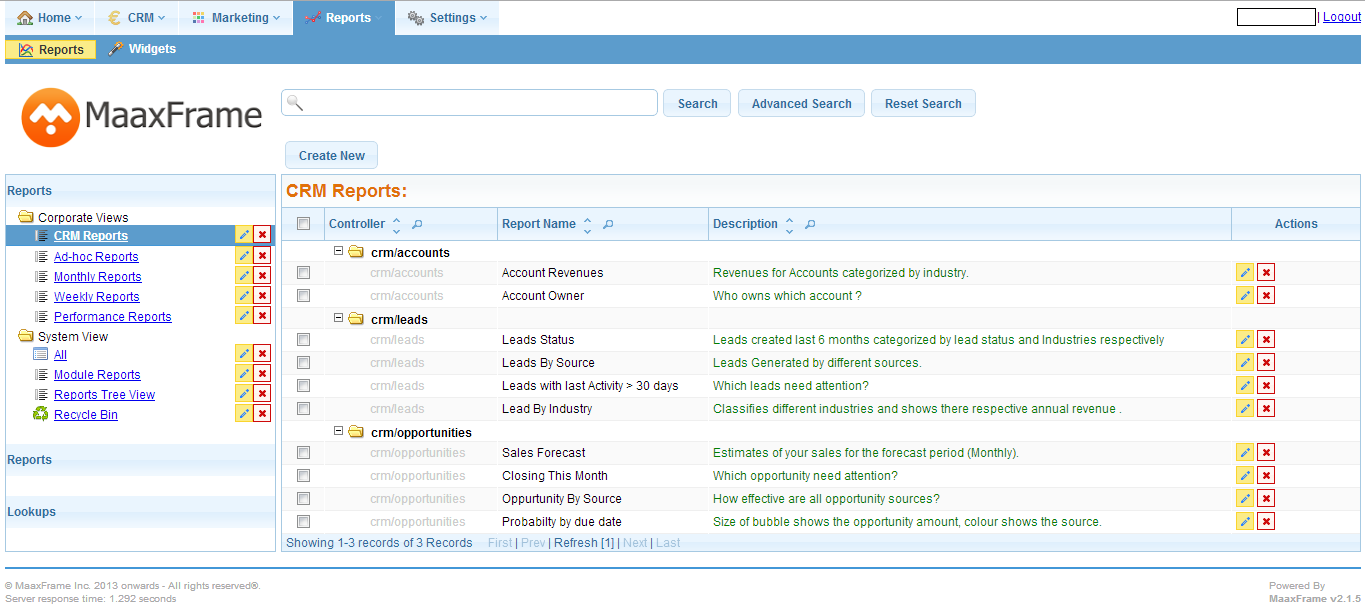 Home CRM Marketing Reports Settings | Logout
Reports Widgets
MaaxFrame
Search Advanced Search Reset Search
Create New
Reports
Corporate Views
CRM Reports
Ad-hoc Reports
Monthly Reports
Weekly Reports
Performance Reports
System View
All
Module Reports
Reports Tree View
Recycle Bin
Reports
Lookups
CRM Reports:
Controller Report Name Description Actions
crm/accounts
crm/accounts Account Revenues Revenues for Accounts categorized by industry.
crm/accounts Account Owner Who owns which account ?
crm/leads
crm/leads Leads Status Leads created last 6 months categorized by lead status and Industries respectively
crm/leads Leads By Source Leads Generated by different sources.
crm/leads Leads with last Activity > 30 days Which leads need attention?
crm/leads Lead By Industry Classifies different industries and shows there respective annual revenue .
crm/opportunities
crm/opportunities Sales Forecast Estimates of your sales for the forecast period (Monthly).
crm/opportunities Closing This Month Which opportunity need attention?
crm/opportunities Oppurtunity By Source How effective are all opportunity sources?
crm/opportunities Probabilty by due date Size of bubble shows the opportunity amount, colour shows the source.
Showing 1-3 records of 3 Records First | Prev | Refresh [1] | Next | Last
© MaaxFrame Inc. 2013 onwards - All rights reserved®.
Server response time: 1.292 seconds
Powered By
MaaxFrame v2.1.5